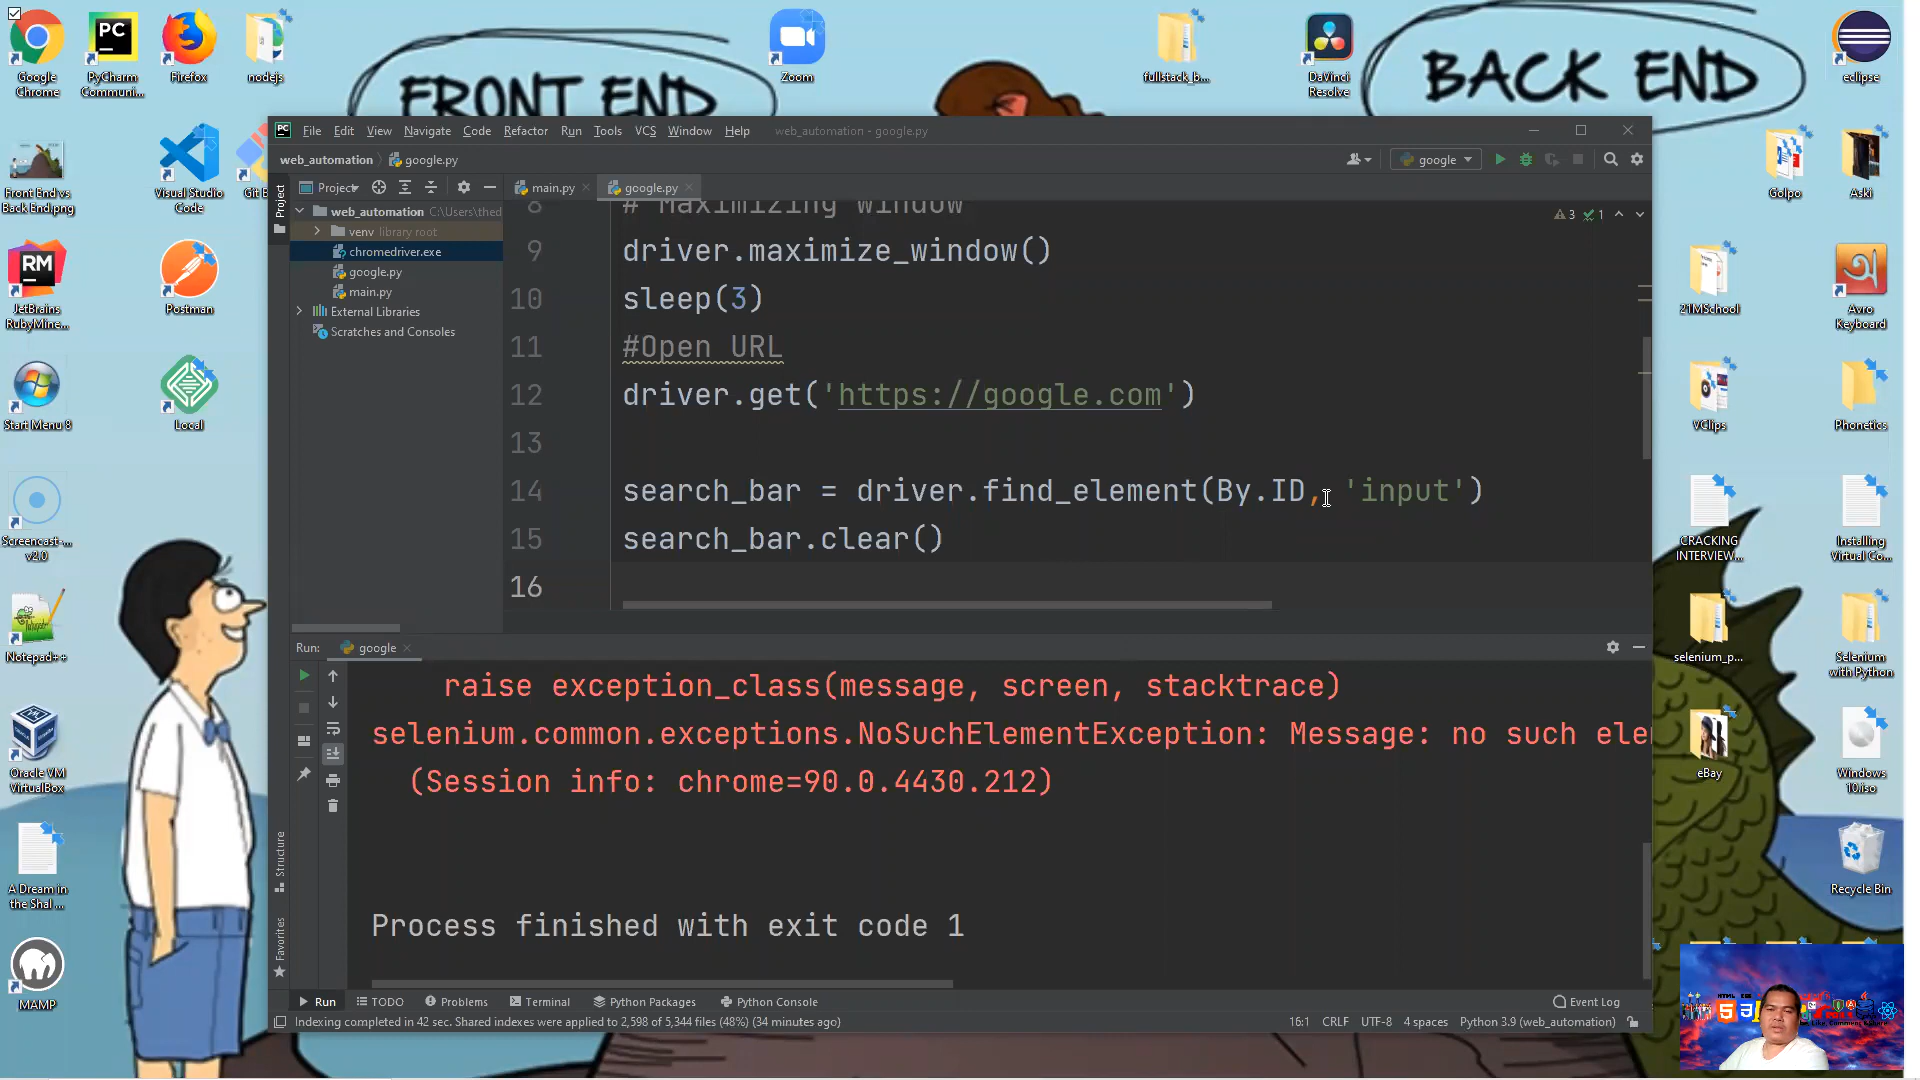 Google Chrome
PyCharm Communi...
Firefox
nodejs
Zoom
fullstack_b...
DaVinci Resolve
eclipse
FRONT END
BACK END
Front End vs Back End.png
Visual Studio Code
Git B
Golpo
Aski
JetBrains RubyMine...
Postman
21MSchool
Avro Keyboard
Start Menu 8
Local
VClips
Phonetics
Screencast-... v2.0
CRACKING INTERVIEW...
Installing Virtual Co...
Notepad++
selenium_p...
Selenium with Python
Oracle VM VirtualBox
eBay
Windows 10.iso
A Dream in the Shal ...
Recycle Bin
MAMP
File Edit View Navigate Code Refactor Run Tools VCS Window Help web_automation - google.py
web_automation google.py
google
Project
main.py
google.py
web_automation C:\Users\thed
venv library root
chromedriver.exe
google.py
main.py
External Libraries
Scratches and Consoles
3 1
8 # Maximizing window
9 driver.maximize_window()
10 sleep(3)
11 #Open URL
12 driver.get('https://google.com')
13
14 search_bar = driver.find_element(By.ID, 'input')
15 search_bar.clear()
16
Project
Structure
Favorites
Run: google
raise exception_class(message, screen, stacktrace)
selenium.common.exceptions.NoSuchElementException: Message: no such ele
(Session info: chrome=90.0.4430.212)
Process finished with exit code 1
Run TODO Problems Terminal Python Packages Python Console Event Log
Indexing completed in 42 sec. Shared indexes were applied to 2,598 of 5,344 files (48%) (34 minutes ago) 16:1 CRLF UTF-8 4 spaces Python 3.9 (web_automation)